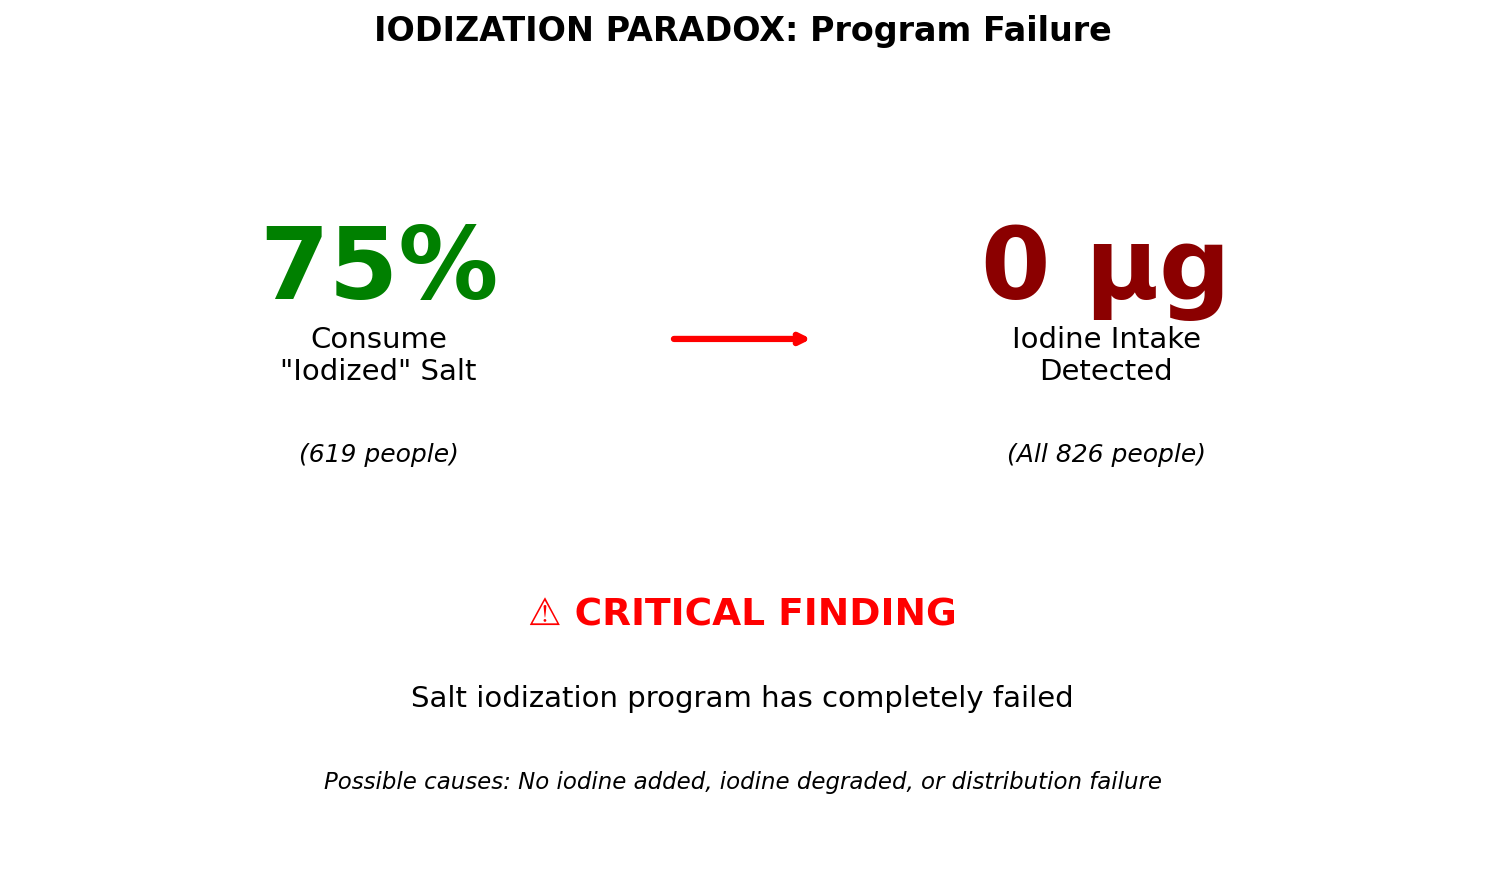 IODIZATION PARADOX: Program Failure
75%
Consume
"Iodized" Salt
(619 people)
0 μg
Iodine Intake
Detected
(All 826 people)
⚠ CRITICAL FINDING
Salt iodization program has completely failed
Possible causes: No iodine added, iodine degraded, or distribution failure